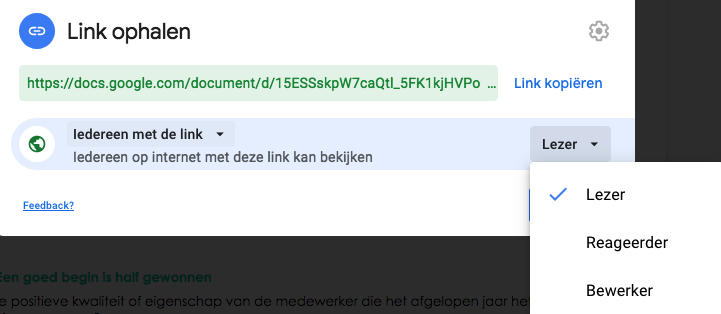 Link ophalen
https://docs.google.com/document/d/15ESSskpW7caQtl_5FK1kjHVPo ...
Link kopiëren
Iedereen met de link
Iedereen op internet met deze link kan bekijken
Lezer
Feedback?
Lezer
Reageerder
Bewerker
Een goed begin is half gewonnen
e positieve kwaliteit of eigenschap van de medewerker die het afgelopen jaar het